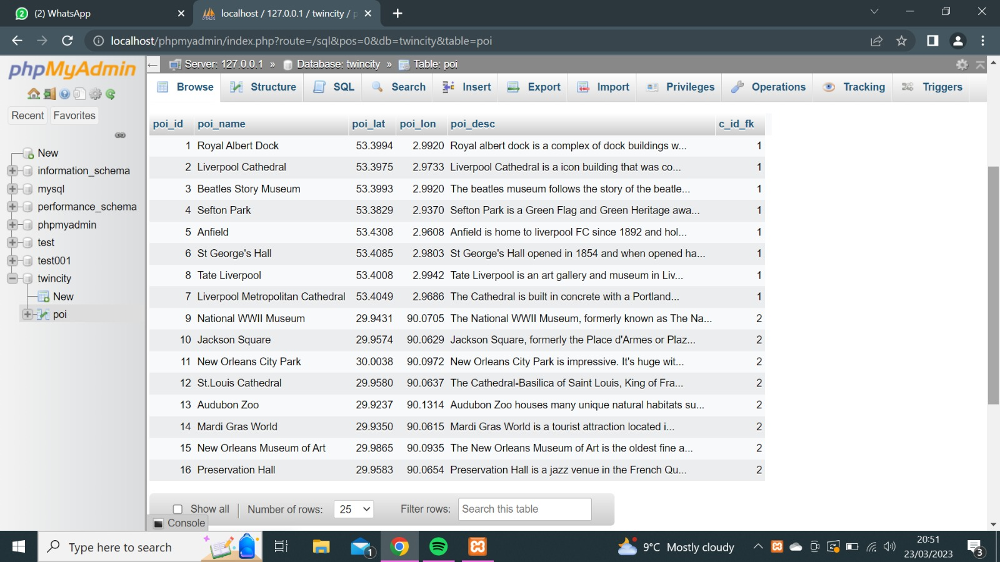 (2) WhatsApp
localhost / 127.0.0.1 / twincity / p
localhost/phpmyadmin/index.php?route=/sql&pos=0&db=twincity&table=poi
phpMyAdmin
Server: 127.0.0.1 » Database: twincity » Table: poi
Browse Structure SQL Search Insert Export Import Privileges Operations Tracking Triggers
Recent Favorites
New
information_schema
mysql
performance_schema
phpmyadmin
test
test001
twincity
New
poi
poi_id poi_name poi_lat poi_lon poi_desc c_id_fk
1 Royal Albert Dock 53.3994 2.9920 Royal albert dock is a complex of dock buildings w... 1
2 Liverpool Cathedral 53.3975 2.9733 Liverpool Cathedral is a icon building that was co... 1
3 Beatles Story Museum 53.3993 2.9920 The beatles museum follows the story of the beatle... 1
4 Sefton Park 53.3829 2.9370 Sefton Park is a Green Flag and Green Heritage awa... 1
5 Anfield 53.4308 2.9608 Anfield is home to liverpool FC since 1892 and hol... 1
6 St George's Hall 53.4085 2.9803 St George's Hall opened in 1854 and when opened ha... 1
8 Tate Liverpool 53.4008 2.9942 Tate Liverpool is an art gallery and museum in Liv... 1
7 Liverpool Metropolitan Cathedral 53.4049 2.9686 The Cathedral is built in concrete with a Portland... 1
9 National WWII Museum 29.9431 90.0705 The National WWII Museum, formerly known as The Na... 2
10 Jackson Square 29.9574 90.0629 Jackson Square, formerly the Place d'Armes or Plaz... 2
11 New Orleans City Park 30.0038 90.0972 New Orleans City Park is impressive. It's huge wit... 2
12 St.Louis Cathedral 29.9580 90.0637 The Cathedral-Basilica of Saint Louis, King of Fra... 2
13 Audubon Zoo 29.9237 90.1314 Audubon Zoo houses many unique natural habitats su... 2
14 Mardi Gras World 29.9350 90.0615 Mardi Gras World is a tourist attraction located i... 2
15 New Orleans Museum of Art 29.9865 90.0935 The New Orleans Museum of Art is the oldest fine a... 2
16 Preservation Hall 29.9583 90.0654 Preservation Hall is a jazz venue in the French Qu... 2
Show all Number of rows: 25 Filter rows: Search this table
Console
Type here to search
1
9°C Mostly cloudy
20:51
23/03/2023
3